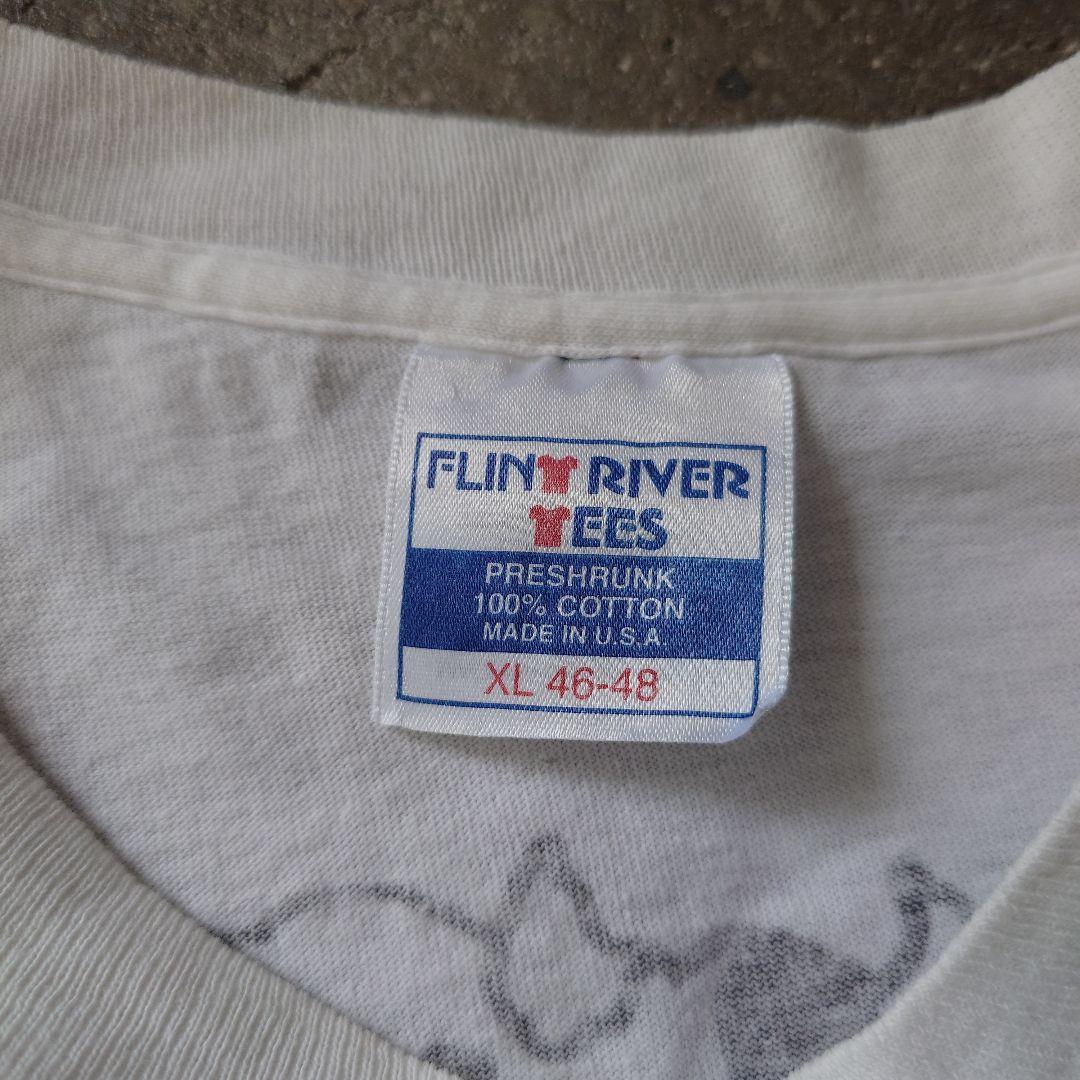 FLINT RIVER
TEES
PRESHRUNK
100% COTTON
MADE IN U.S.A
XL 46-48